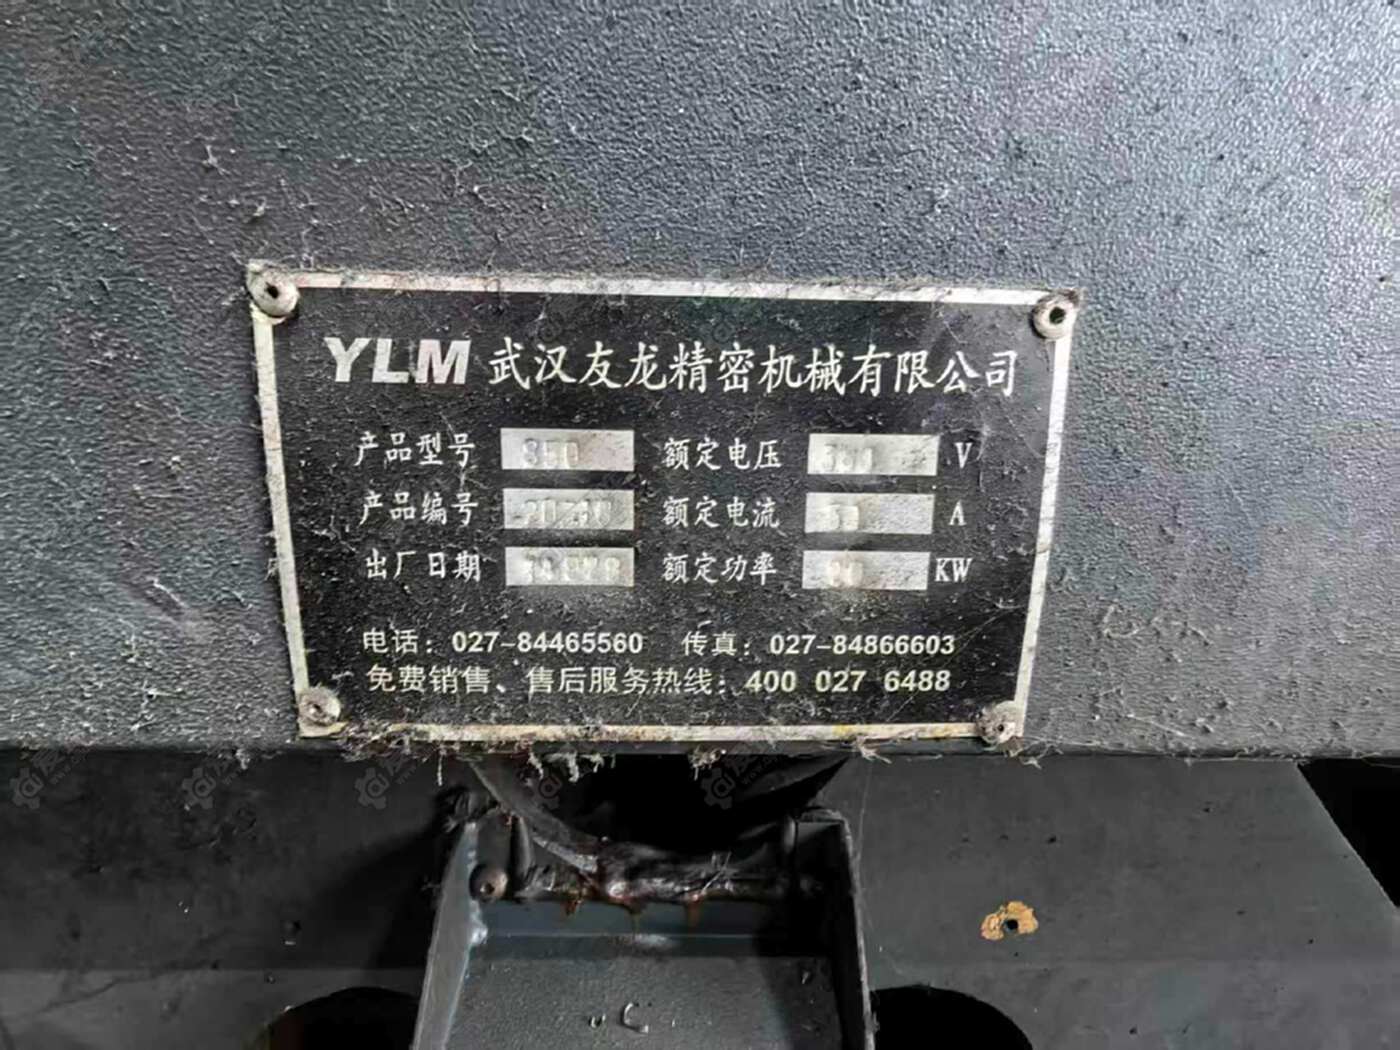 YLM 武汉友龙精密机械有限公司
产品型号 850 额定电压 380 V
产品编号 额定电流 A
出厂日期 额定功率 KW
电话：027-84465560 传真：027-84866603
免费销售、售后服务热线：400 027 6488